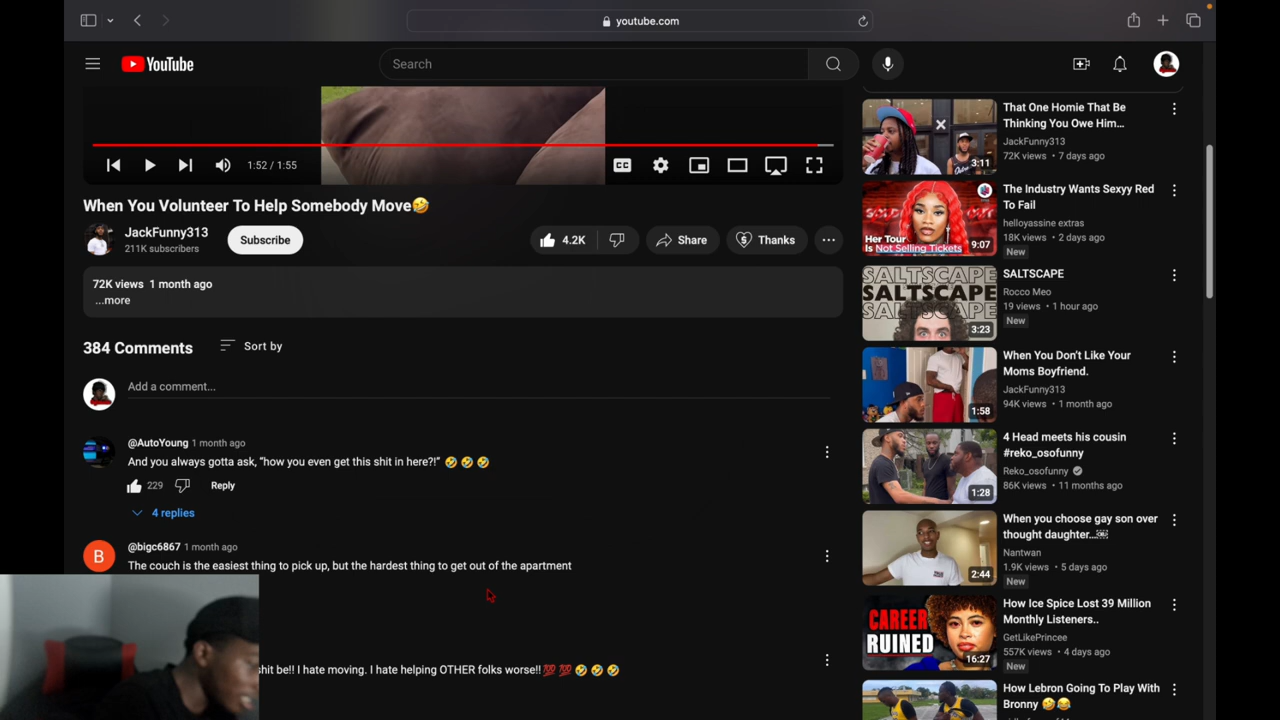 youtube.com
YouTube
Search
1:52 / 1:55
CC
When You Volunteer To Help Somebody Move🤣
JackFunny313
211K subscribers
Subscribe
4.2K
Share
Thanks
72K views 1 month ago
...more
384 Comments
Sort by
Add a comment...
@AutoYoung 1 month ago
And you always gotta ask, “how you even get this shit in here?!” 🤣 🤣 🤣
229
Reply
4 replies
B
@bigc6867 1 month ago
The couch is the easiest thing to pick up, but the hardest thing to get out of the apartment
shit be!! I hate moving. I hate helping OTHER folks worse!!💯 💯 🤣 🤣 🤣
3:11
That One Homie That Be
Thinking You Owe Him...
JackFunny313
72K views • 7 days ago
Her Tour
Is Not Selling Tickets
9:07
The Industry Wants Sexyy Red
To Fail
helloyassine extras
18K views • 2 days ago
New
SALTSCAPE
SALTSCAPE
SALTSCAPE
3:23
SALTSCAPE
Rocco Meo
19 views • 1 hour ago
New
1:58
When You Don’t Like Your
Moms Boyfriend.
JackFunny313
94K views • 1 month ago
1:28
4 Head meets his cousin
#reko_osofunny
Reko_osofunny
86K views • 11 months ago
2:44
When you choose gay son over
thought daughter...￼
Nantwan
1.9K views • 5 days ago
New
CAREER
RUINED
16:27
How Ice Spice Lost 39 Million
Monthly Listeners..
GetLikePrincee
557K views • 4 days ago
New
How Lebron Going To Play With
Bronny 🤣😂